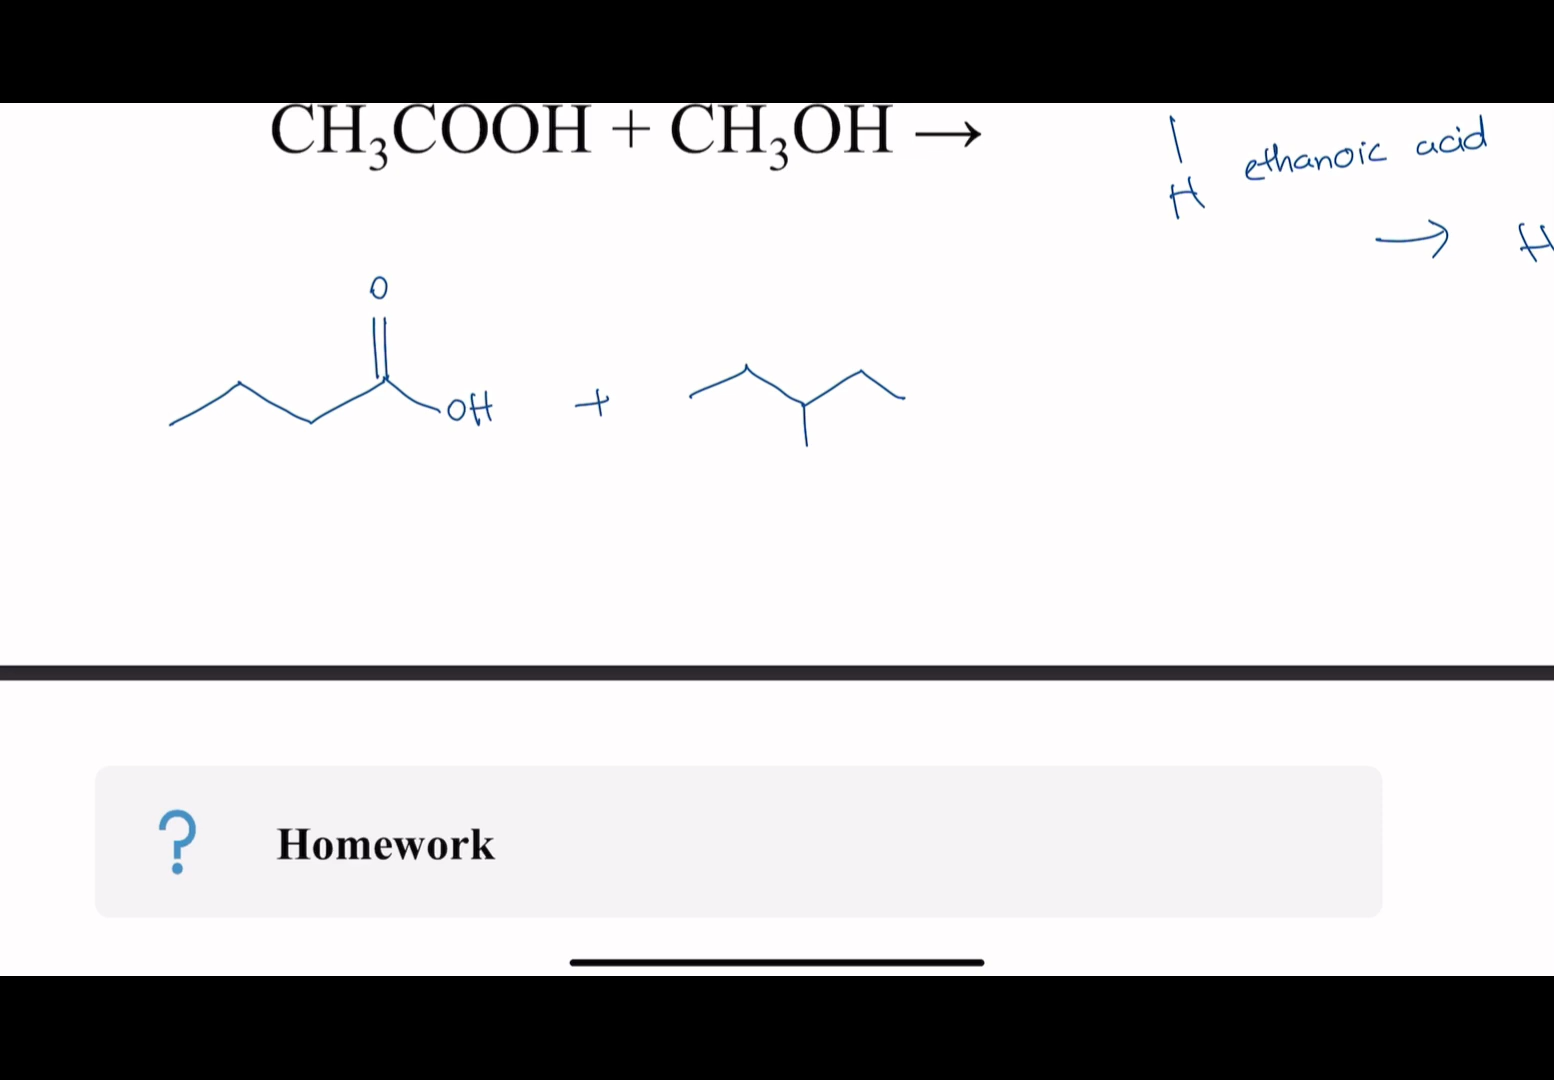 CH₃COOH + CH₃OH →
H ethanoic acid
→ H
O
OH +
Homework